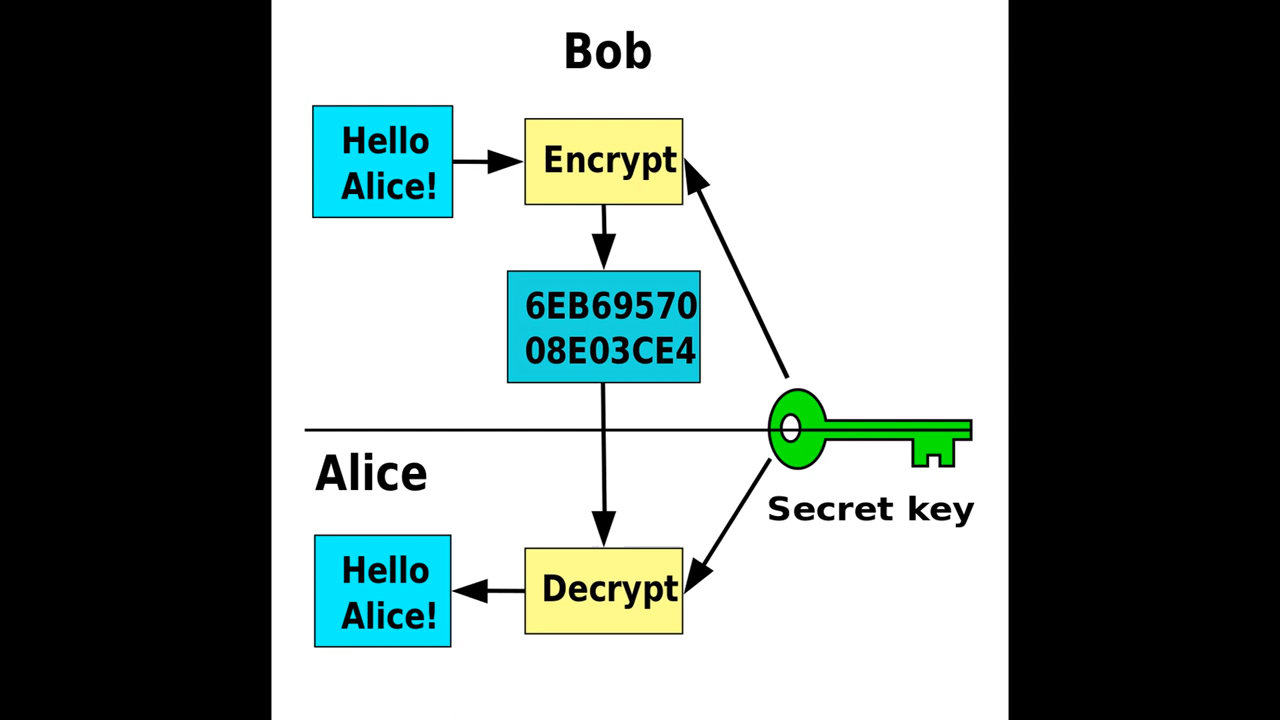 Bob
Hello
Alice!
Encrypt
6EB69570
08E03CE4
Alice
Secret key
Hello
Alice!
Decrypt